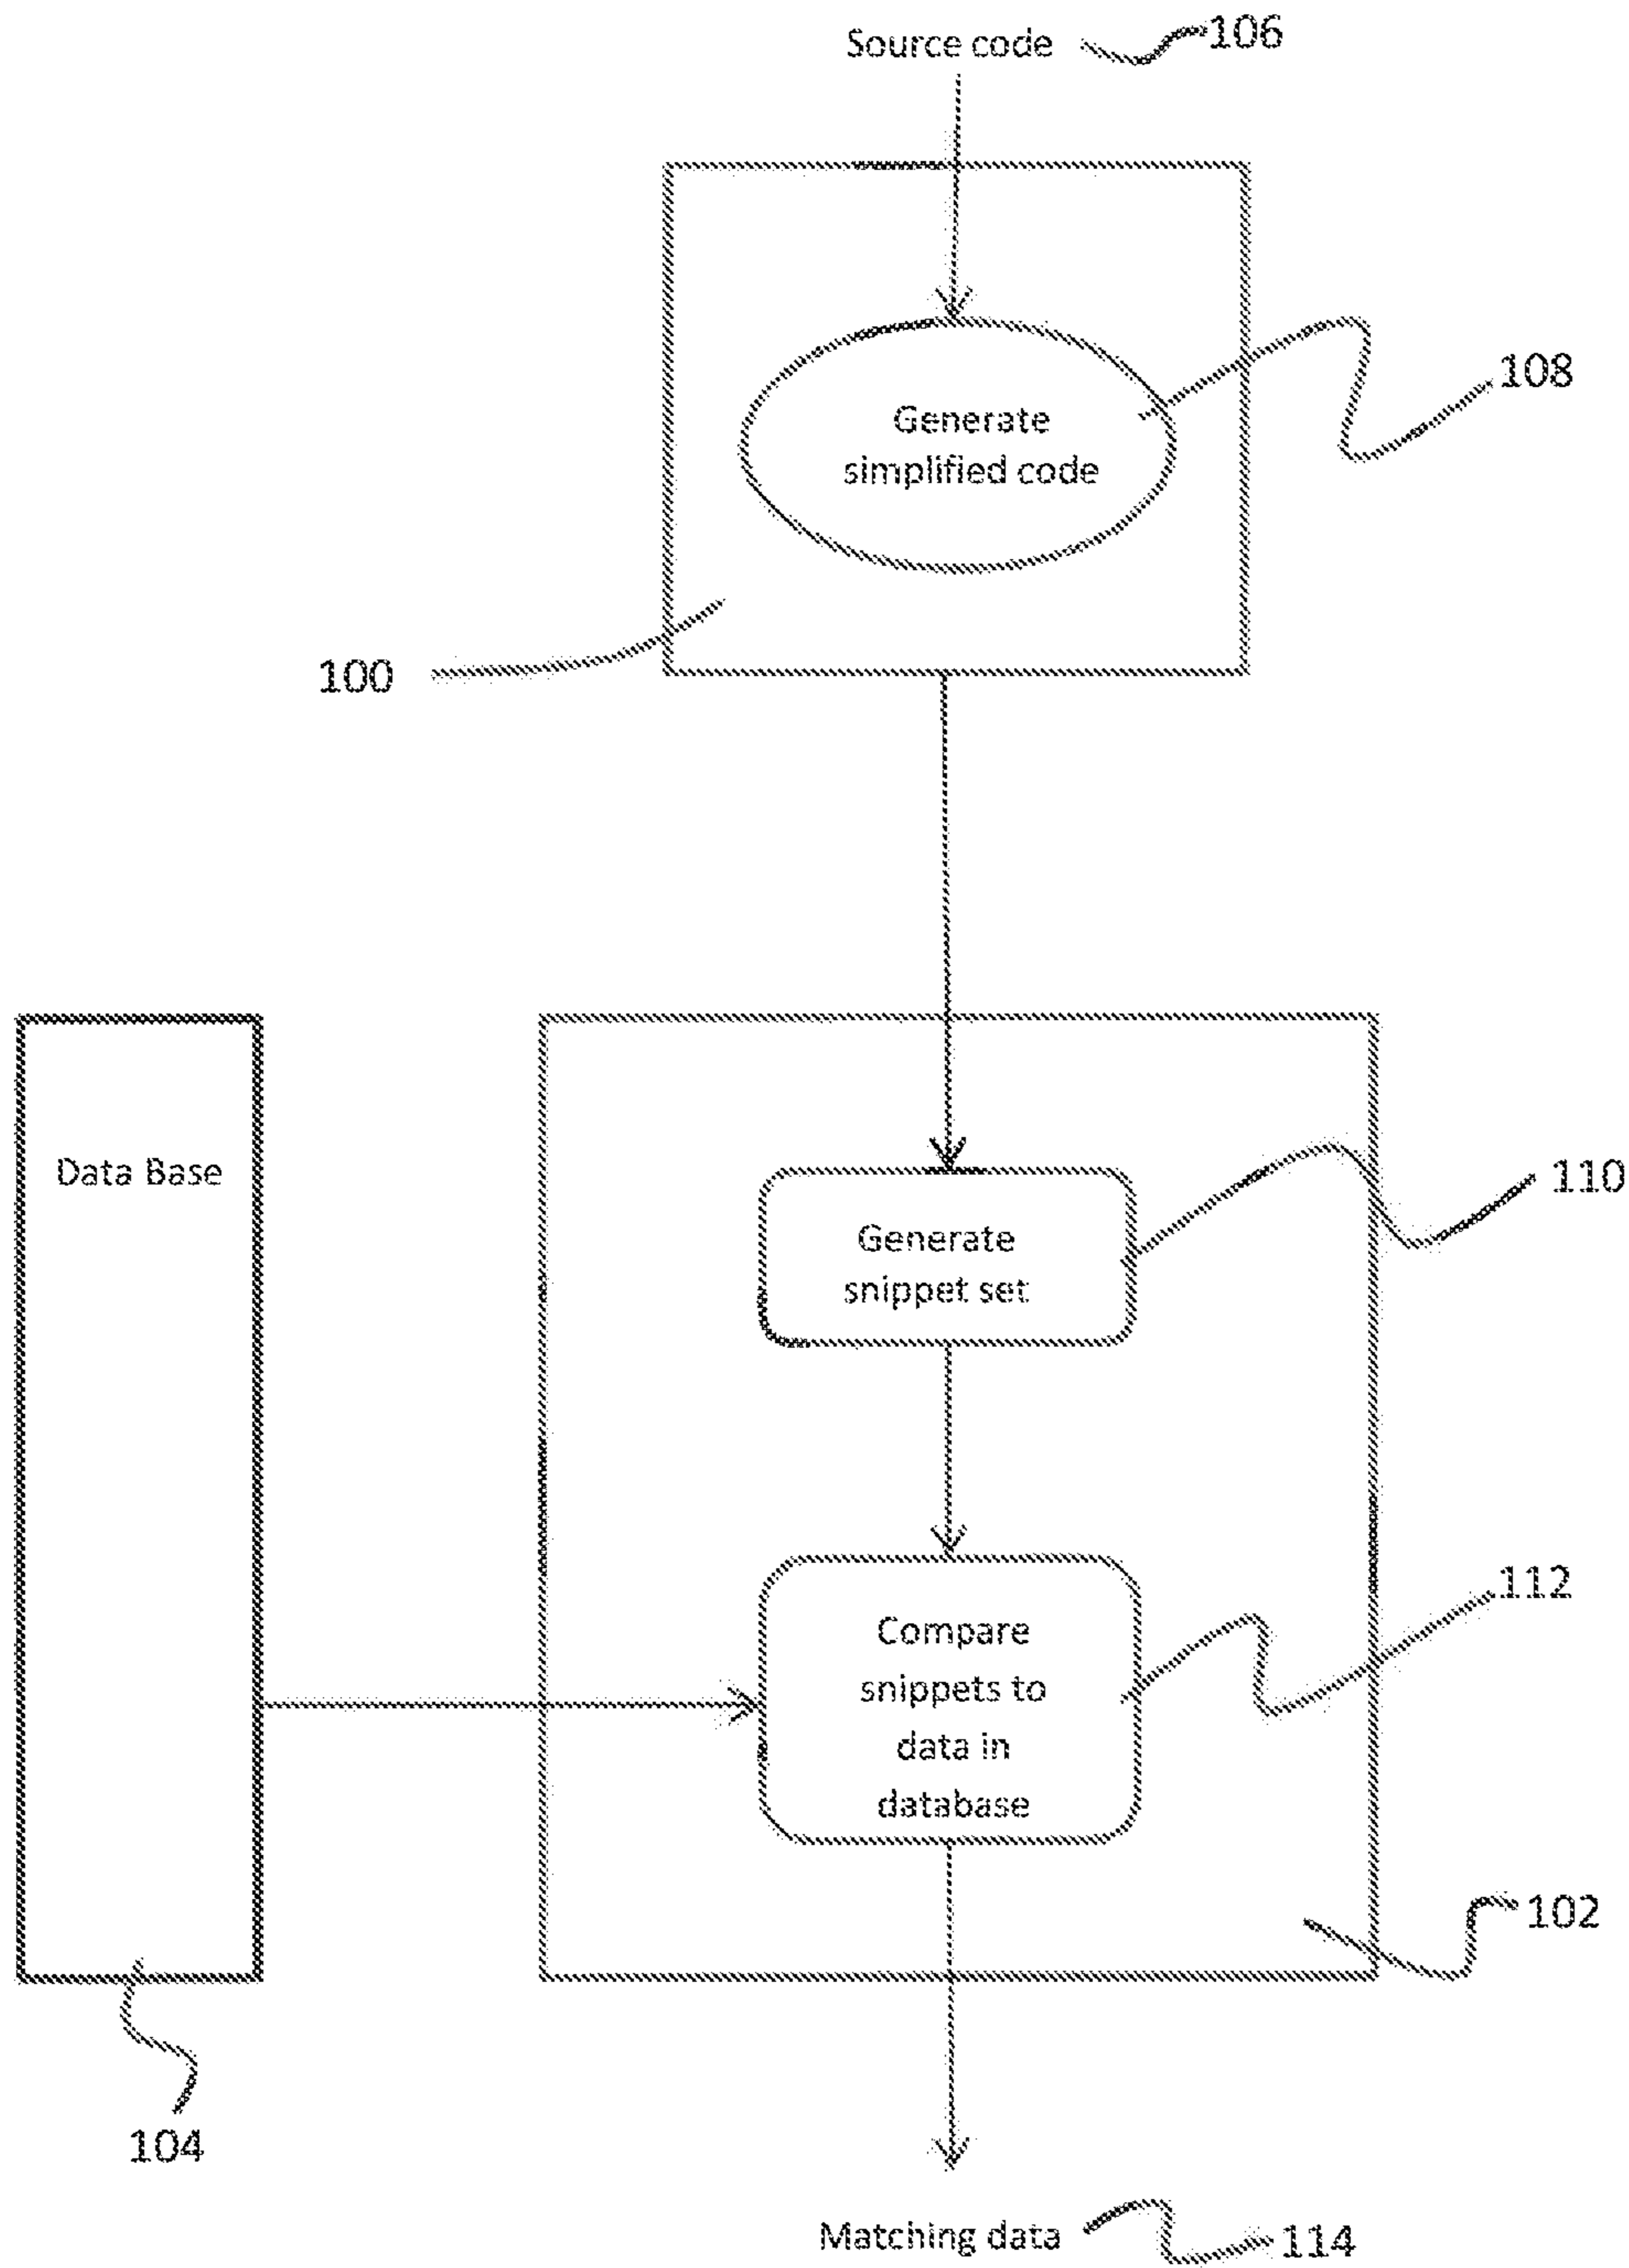 Source code 106
Generate
simplified code
108
100
Data Base
Generate
snippet set
110
Compare
snippets to
data in
database
112
102
104
Matching data 114